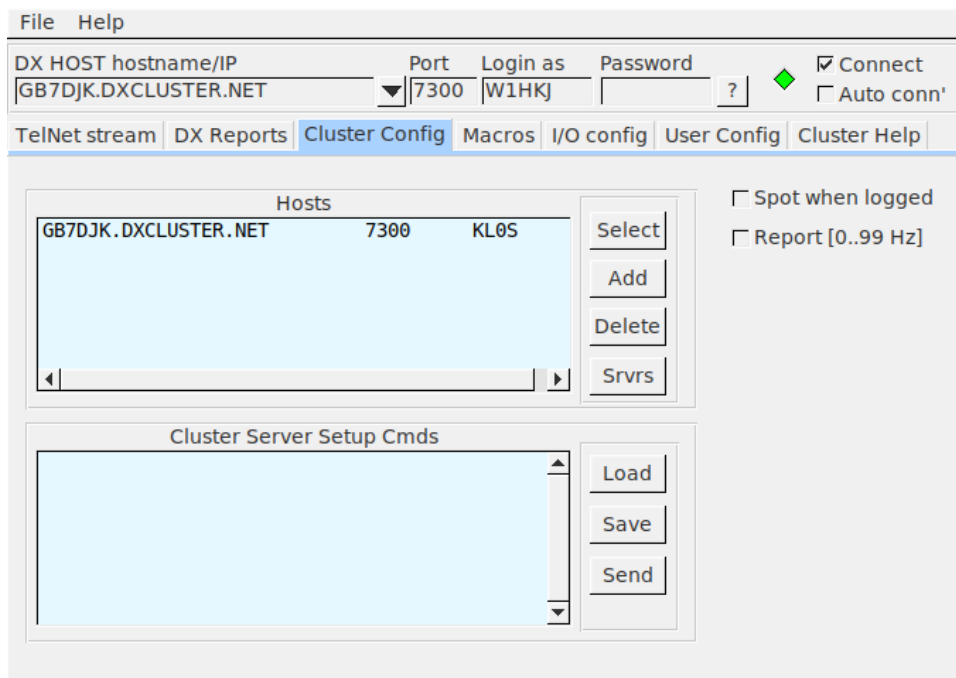 File Help
DX HOST hostname/IP Port Login as Password Connect
GB7DJK.DXCLUSTER.NET 7300 W1HKJ ? Auto conn'
TelNet stream DX Reports Cluster Config Macros I/O config User Config Cluster Help
Hosts
GB7DJK.DXCLUSTER.NET 7300 KL0S
Select
Add
Delete
Srvrs
Spot when logged
Report [0..99 Hz]
Cluster Server Setup Cmds
Load
Save
Send